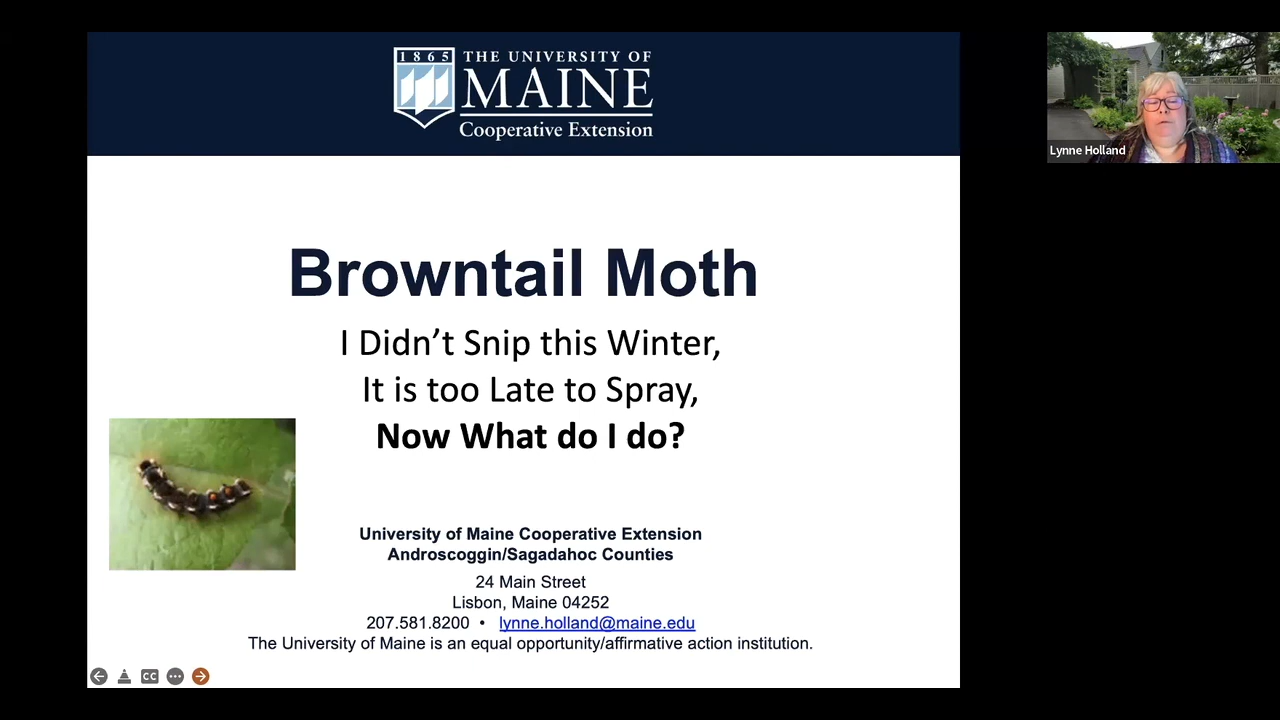 1865
THE UNIVERSITY OF
MAINE
Cooperative Extension
Lynne Holland
Browntail Moth
I Didn’t Snip this Winter,
It is too Late to Spray,
Now What do I do?
University of Maine Cooperative Extension
Androscoggin/Sagadahoc Counties
24 Main Street
Lisbon, Maine 04252
207.581.8200 • lynne.holland@maine.edu
The University of Maine is an equal opportunity/affirmative action institution.
CC